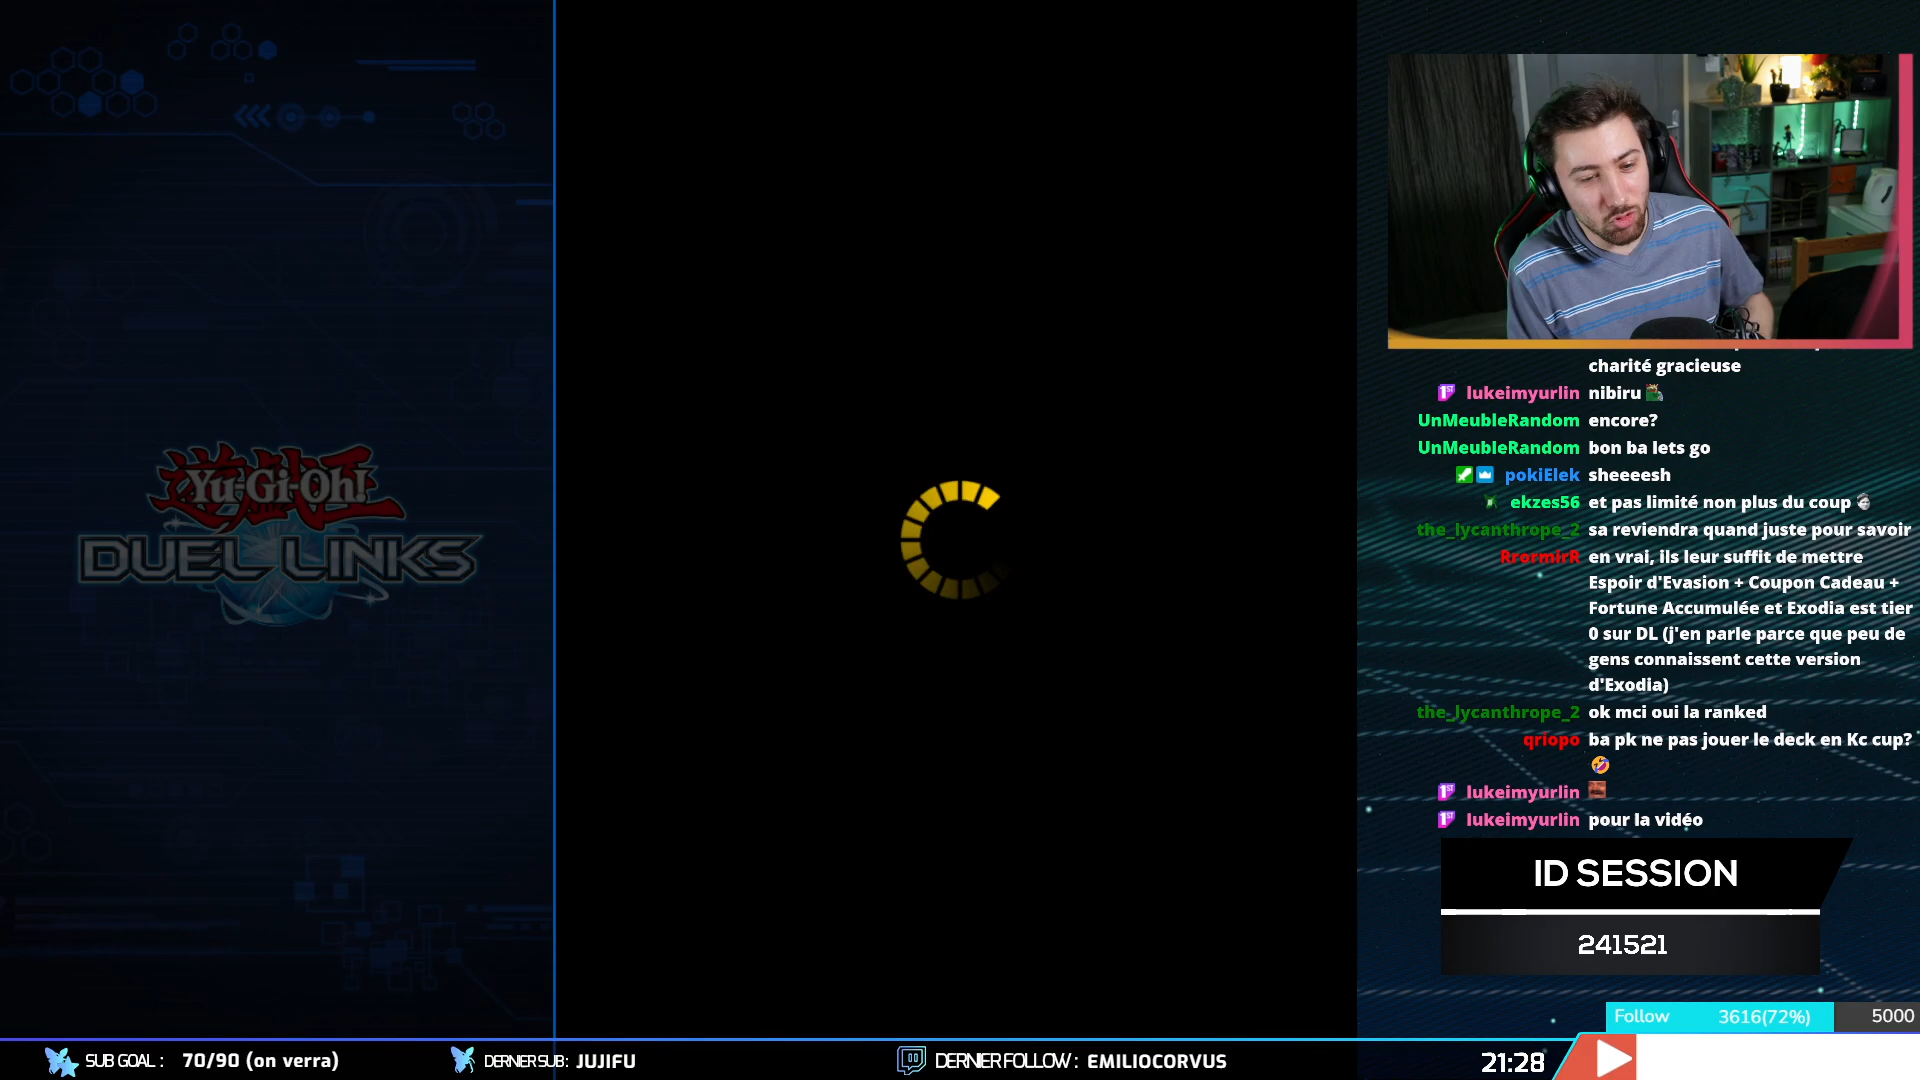 遊戯王
Yu-Gi-Oh!
DUEL LINKS
charité gracieuse
lukeimyurlin nibiru
UnMeubleRandom encore?
UnMeubleRandom bon ba lets go
pokiElek sheeeesh
ekzes56 et pas limité non plus du coup
the_lycanthrope_2 sa reviendra quand juste pour savoir
RrormirR en vrai, ils leur suffit de mettre
Espoir d'Evasion + Coupon Cadeau +
Fortune Accumulée et Exodia est tier
0 sur DL (j'en parle parce que peu de
gens connaissent cette version
d'Exodia)
the_lycanthrope_2 ok mci oui la ranked
qriopo ba pk ne pas jouer le deck en Kc cup?
🤣
lukeimyurlin
lukeimyurlin pour la vidéo
ID SESSION
241521
Follow 3616(72%) 5000
SUB GOAL : 70/90 (on verra)
DERNIER SUB : JUJIFU
DERNIER FOLLOW : EMILIOCORVUS
21:28